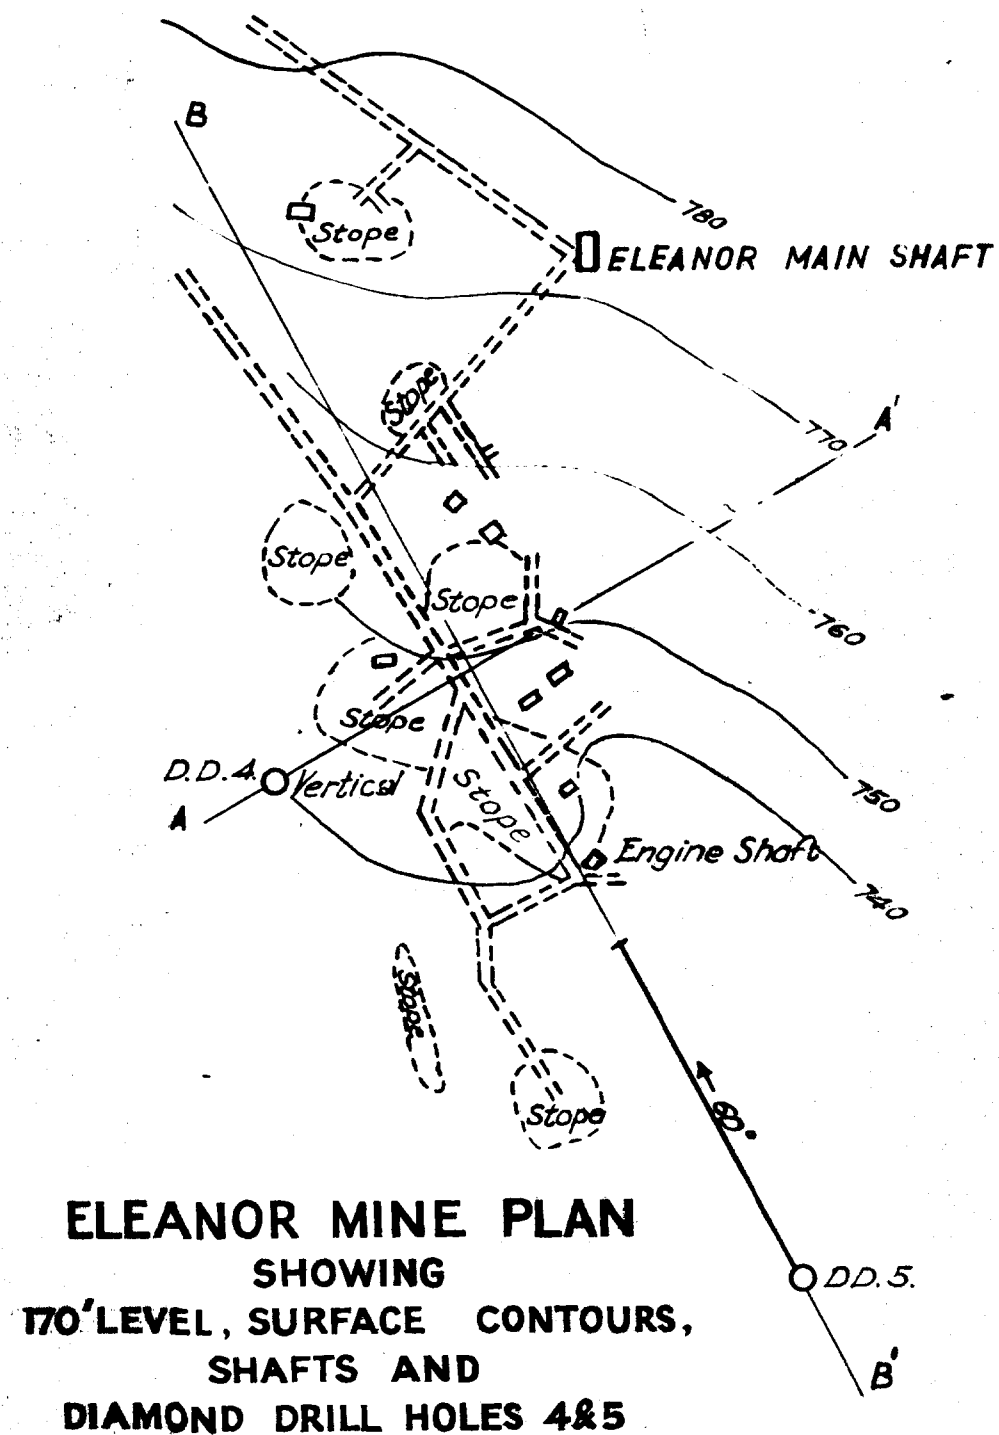 B
780
Stope
ELEANOR MAIN SHAFT
Stope
A'
770
Stope
Stope
760
Stope
D.D.4.
Vertical
Stope
750
A
Engine Shaft
740
Stope
60°
Stope
ELEANOR MINE PLAN
SHOWING
DD.5.
170' LEVEL, SURFACE CONTOURS,
SHAFTS AND
B'
DIAMOND DRILL HOLES 4&5